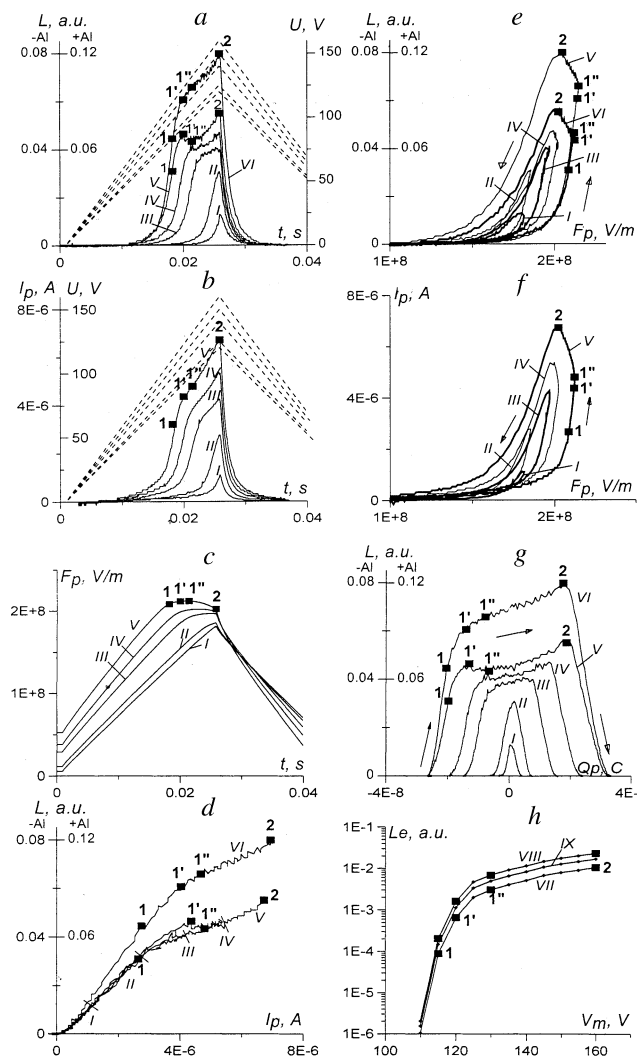 a
L, a.u.
-Al +Al
U, V
0.08 0.12
0.04 0.06
0
150
100
50
0
1
1'
1"
2
1
1'
1"
2
V
IV
III
II
I
VI
t, s
0 0.02 0.04
b
Ip, A U, V
8E-6
4E-6
0
150
100
50
1
1'
1"
2
V
IV
III
II
I
t, s
0 0.02 0.04
c
Fp, V/m
2E+8
1E+8
0
1 1' 1" 2
V
IV
III
II
I
t, s
0 0.02 0.04
d
L, a.u.
-Al +Al
0.08 0.12
0.04 0.06
0
1
1'
1"
2
VI
1
1'
1"
2
V
IV
III
II
I
Ip, A
0 4E-6 8E-6
e
L, a.u.
-Al +Al
0.08 0.12
0.04 0.06
0
2
V
1"
1'
2
VI
1"
1'
1
IV
III
II
I
Fp, V/m
1E+8 2E+8
f
Ip, A
8E-6
4E-6
0
2
V
1"
1'
1
IV
III
II
I
Fp, V/m
1E+8 2E+8
g
L, a.u.
-Al +Al
0.08 0.12
0.04 0.06
0
2
VI
1"
1'
1
2
V
1'
1"
1
IV
III
II
I
Qp, C
-4E-8 0 4E-
h
Le, a.u.
1E-1
1E-2
1E-3
1E-4
1E-5
1E-6
IX
VIII
VII
1
1'
1"
2
Vm, V
100 120 140 160